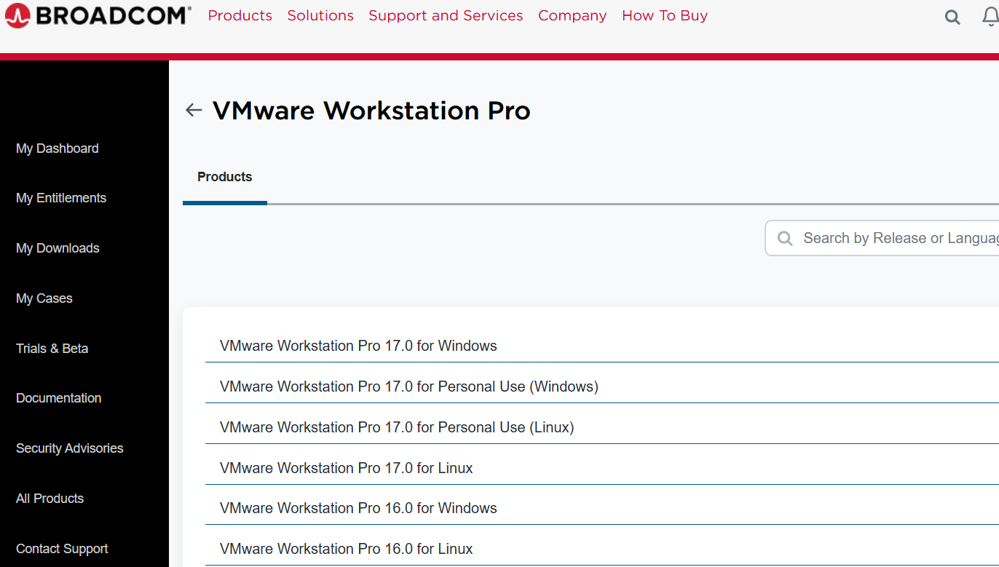 BROADCOM® Products Solutions Support and Services Company How To Buy
VMware Workstation Pro
My Dashboard
Products
My Entitlements
Search by Release or Languag
My Downloads
My Cases
VMware Workstation Pro 17.0 for Windows
Trials & Beta
VMware Workstation Pro 17.0 for Personal Use (Windows)
Documentation
VMware Workstation Pro 17.0 for Personal Use (Linux)
Security Advisories
VMware Workstation Pro 17.0 for Linux
All Products
VMware Workstation Pro 16.0 for Windows
Contact Support
VMware Workstation Pro 16.0 for Linux